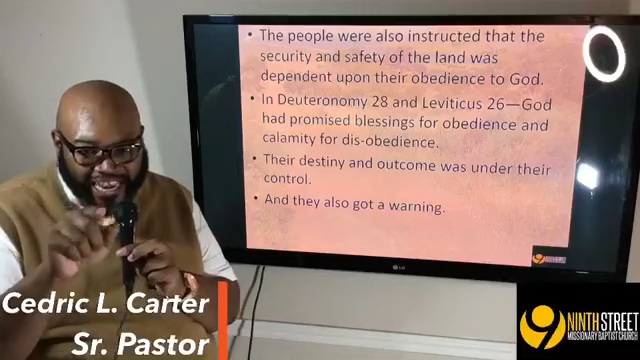 • The people were also instructed that the
security and safety of the land was
dependent upon their obedience to God.
• In Deuteronomy 28 and Leviticus 26—God
had promised blessings for obedience and
calamity for dis-obedience.
• Their destiny and outcome was under their
control.
• And they also got a warning.
LG
Cedric L. Carter
Sr. Pastor
9 NINTH STREET
MISSIONARY BAPTIST CHURCH